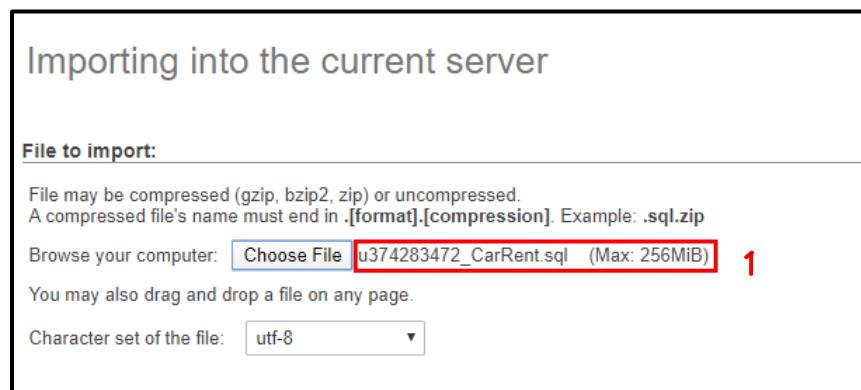 Importing into the current server
File to import:
File may be compressed (gzip, bzip2, zip) or uncompressed.
A compressed file's name must end in .[format].[compression]. Example: .sql.zip
Browse your computer: Choose File u374283472_CarRent.sql (Max: 256MiB) 1
You may also drag and drop a file on any page.
Character set of the file: utf-8